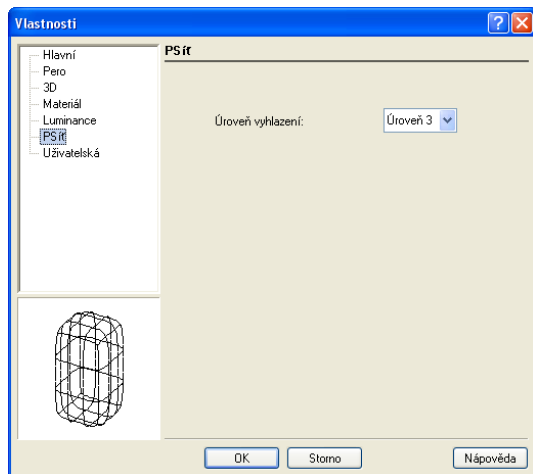 Vlastnosti
Hlavní
Pero
3D
Materiál
Luminance
PSíť
Uživatelská
PSíť
Úroveň vyhlazení:
Úroveň 3
OK
Storno
Nápověda